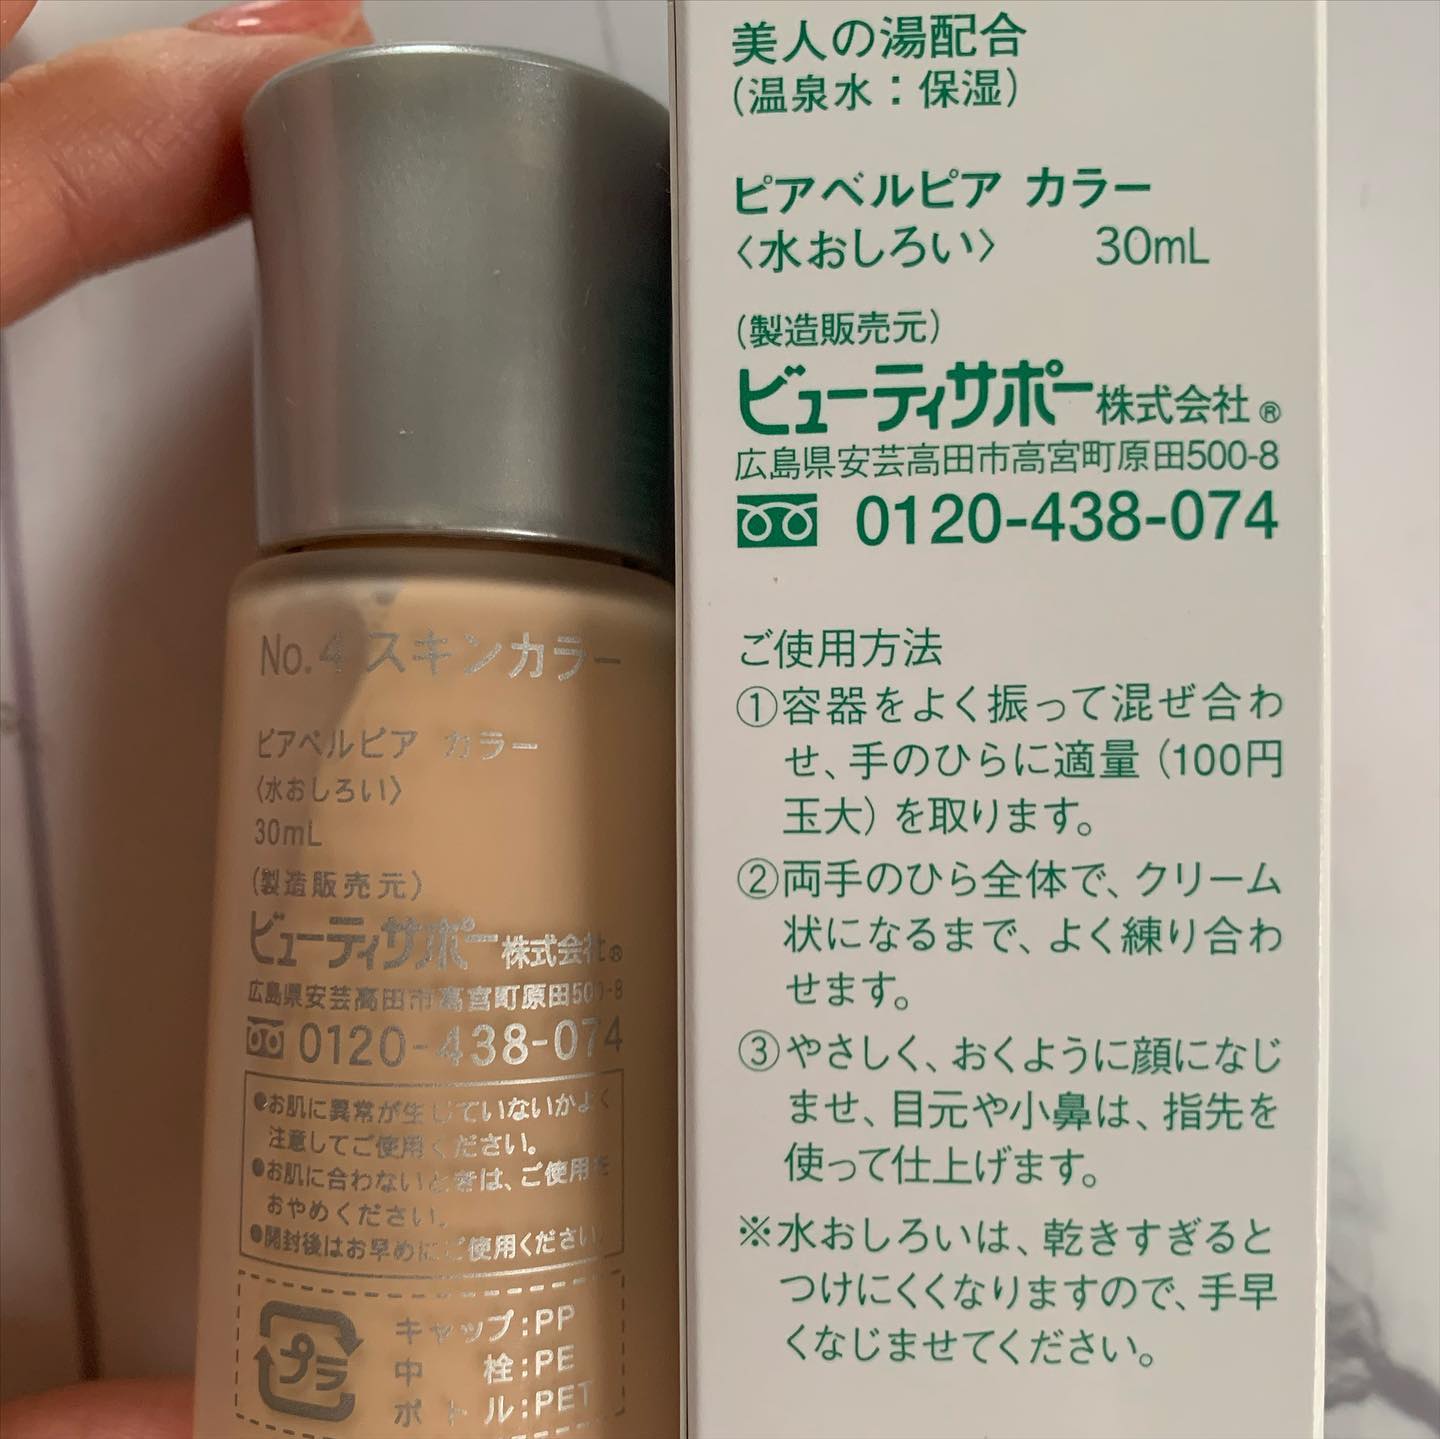 No.4 スキンカラー
ピアベルピア カラー
〈水おしろい〉
30mL
(製造販売元)
ビューティサポー株式会社®
広島県安芸高田市高宮町原田500-8
0120-438-074
●お肌に異常が生じていないかよく
注意してご使用ください。
●お肌に合わないときは、ご使用を
おやめください。
●開封後はお早めにご使用ください。
プラ
キャップ:PP
中 栓:PE
ボトル:PET
美人の湯配合
(温泉水：保湿)
ピアベルピア カラー
〈水おしろい〉 30mL
(製造販売元)
ビューティサポー株式会社®
広島県安芸高田市高宮町原田500-8
0120-438-074
ご使用方法
①容器をよく振って混ぜ合わ
せ、手のひらに適量（100円
玉大）を取ります。
②両手のひら全体で、クリーム
状になるまで、よく練り合わ
せます。
③やさしく、おくように顔になじ
ませ、目元や小鼻は、指先を
使って仕上げます。
※水おしろいは、乾きすぎると
つけにくくなりますので、手早
くなじませてください。